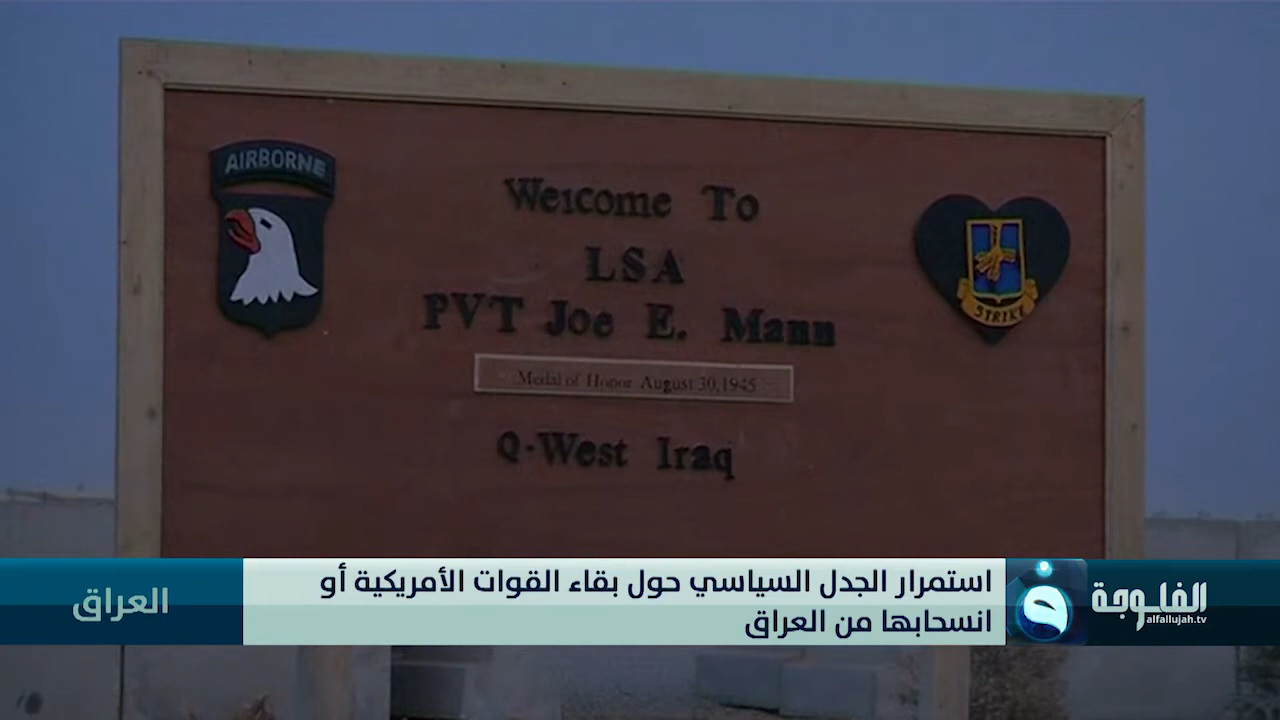 AIRBORNE
Welcome To
LSA
PVT Joe E. Mann
Medal of Honor August 30, 1945
Q-West Iraq
STRIKE
استمرار الجدل السياسي حول بقاء القوات الأمريكية أو
انسحابها من العراق
العراق
الفلوجة
alfallujah.tv